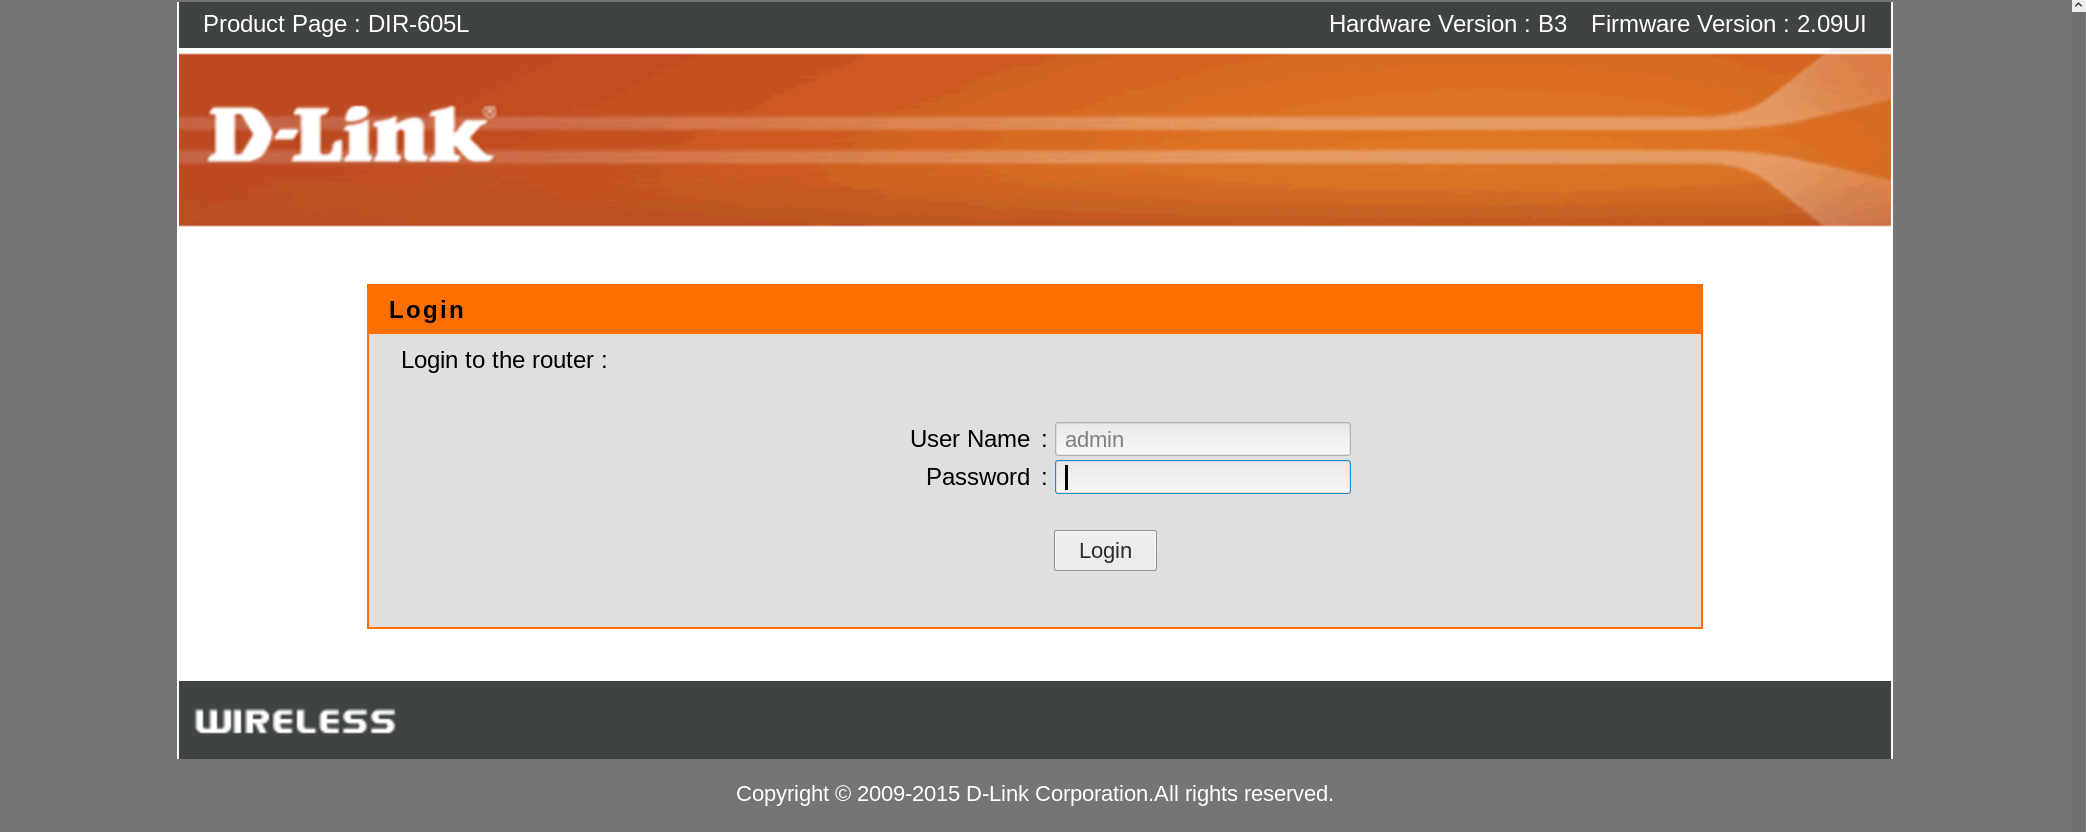 Product Page : DIR-605L Hardware Version : B3 Firmware Version : 2.09UI
D-Link®
Login
Login to the router :
User Name : admin
Password :
Login
WIRELESS
Copyright © 2009-2015 D-Link Corporation.All rights reserved.